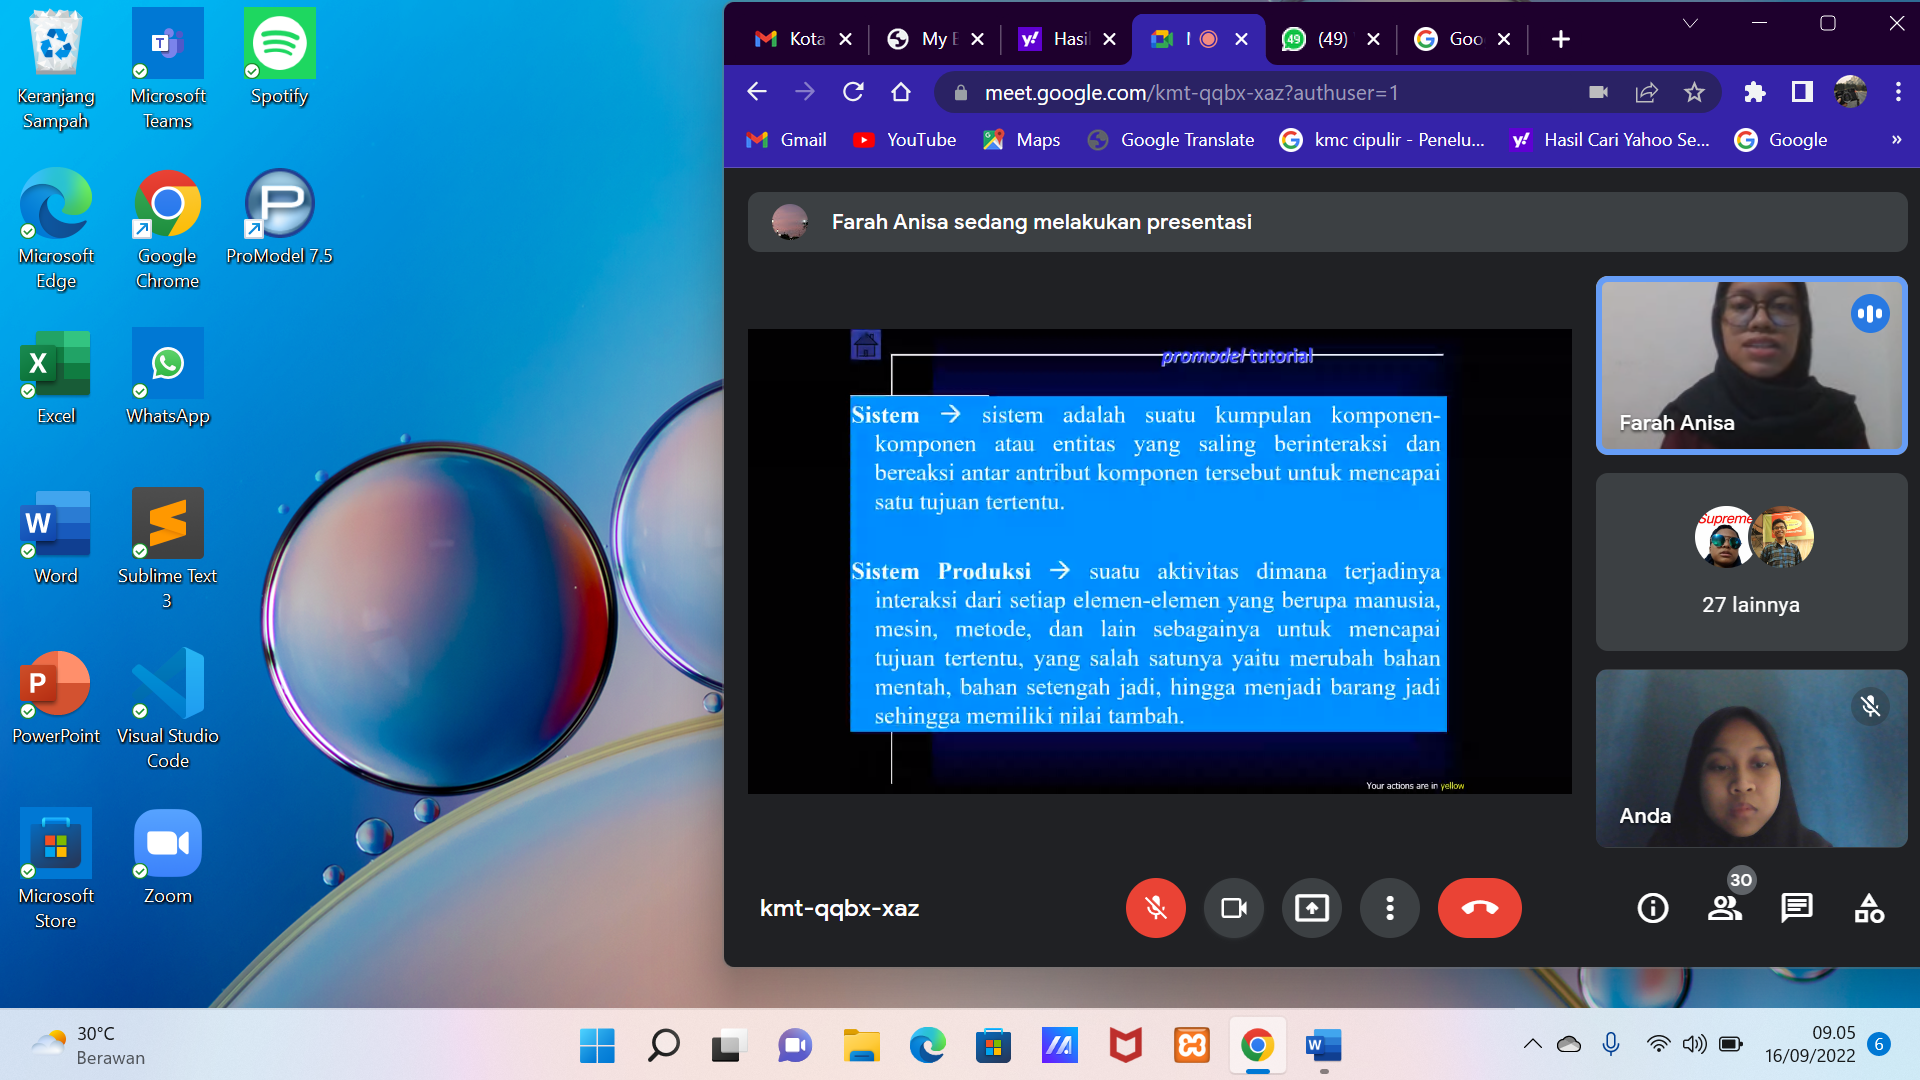 Keranjang
Sampah
Microsoft
Teams
Spotify
Microsoft
Edge
Google
Chrome
ProModel 7.5
Excel
WhatsApp
Word
Sublime Text
3
PowerPoint
Visual Studio
Code
Microsoft
Store
Zoom
Kota
My E
Hasil
(49)
Goo
meet.google.com/kmt-qqbx-xaz?authuser=1
Gmail
YouTube
Maps
Google Translate
kmc cipulir - Penelu...
Hasil Cari Yahoo Se...
Google
»
Farah Anisa sedang melakukan presentasi
promodel tutorial
Sistem → sistem adalah suatu kumpulan komponen-
komponen atau entitas yang saling berinteraksi dan
bereaksi antar antribut komponen tersebut untuk mencapai
satu tujuan tertentu.
Sistem Produksi → suatu aktivitas dimana terjadinya
interaksi dari setiap elemen-elemen yang berupa manusia,
mesin, metode, dan lain sebagainya untuk mencapai
tujuan tertentu, yang salah satunya yaitu merubah bahan
mentah, bahan setengah jadi, hingga menjadi barang jadi
sehingga memiliki nilai tambah.
Your actions are in yellow
Farah Anisa
Supreme
27 lainnya
Anda
kmt-qqbx-xaz
30
30°C
Berawan
09.05
16/09/2022
6